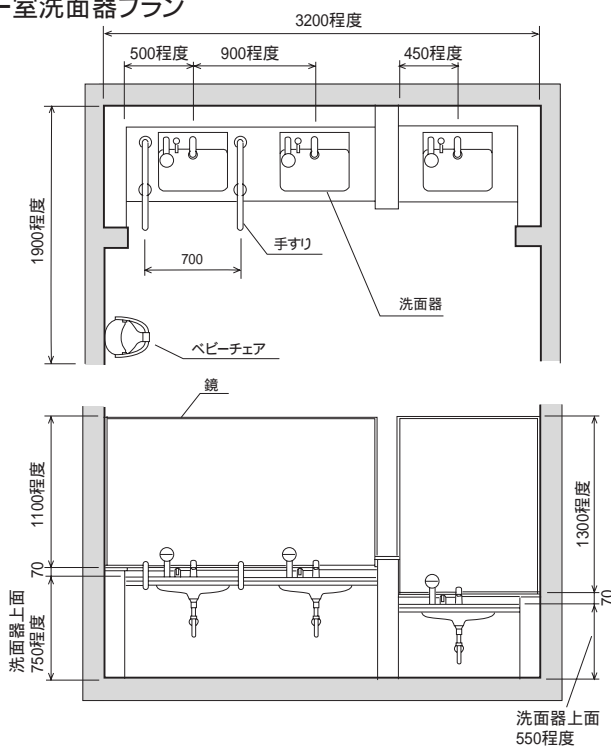 一室洗面器プラン
3200程度
500程度
900程度
450程度
1900程度
700
手すり
洗面器
ベビーチェア
鏡
1100程度
1300程度
70
70
洗面器上面
750程度
洗面器上面
550程度